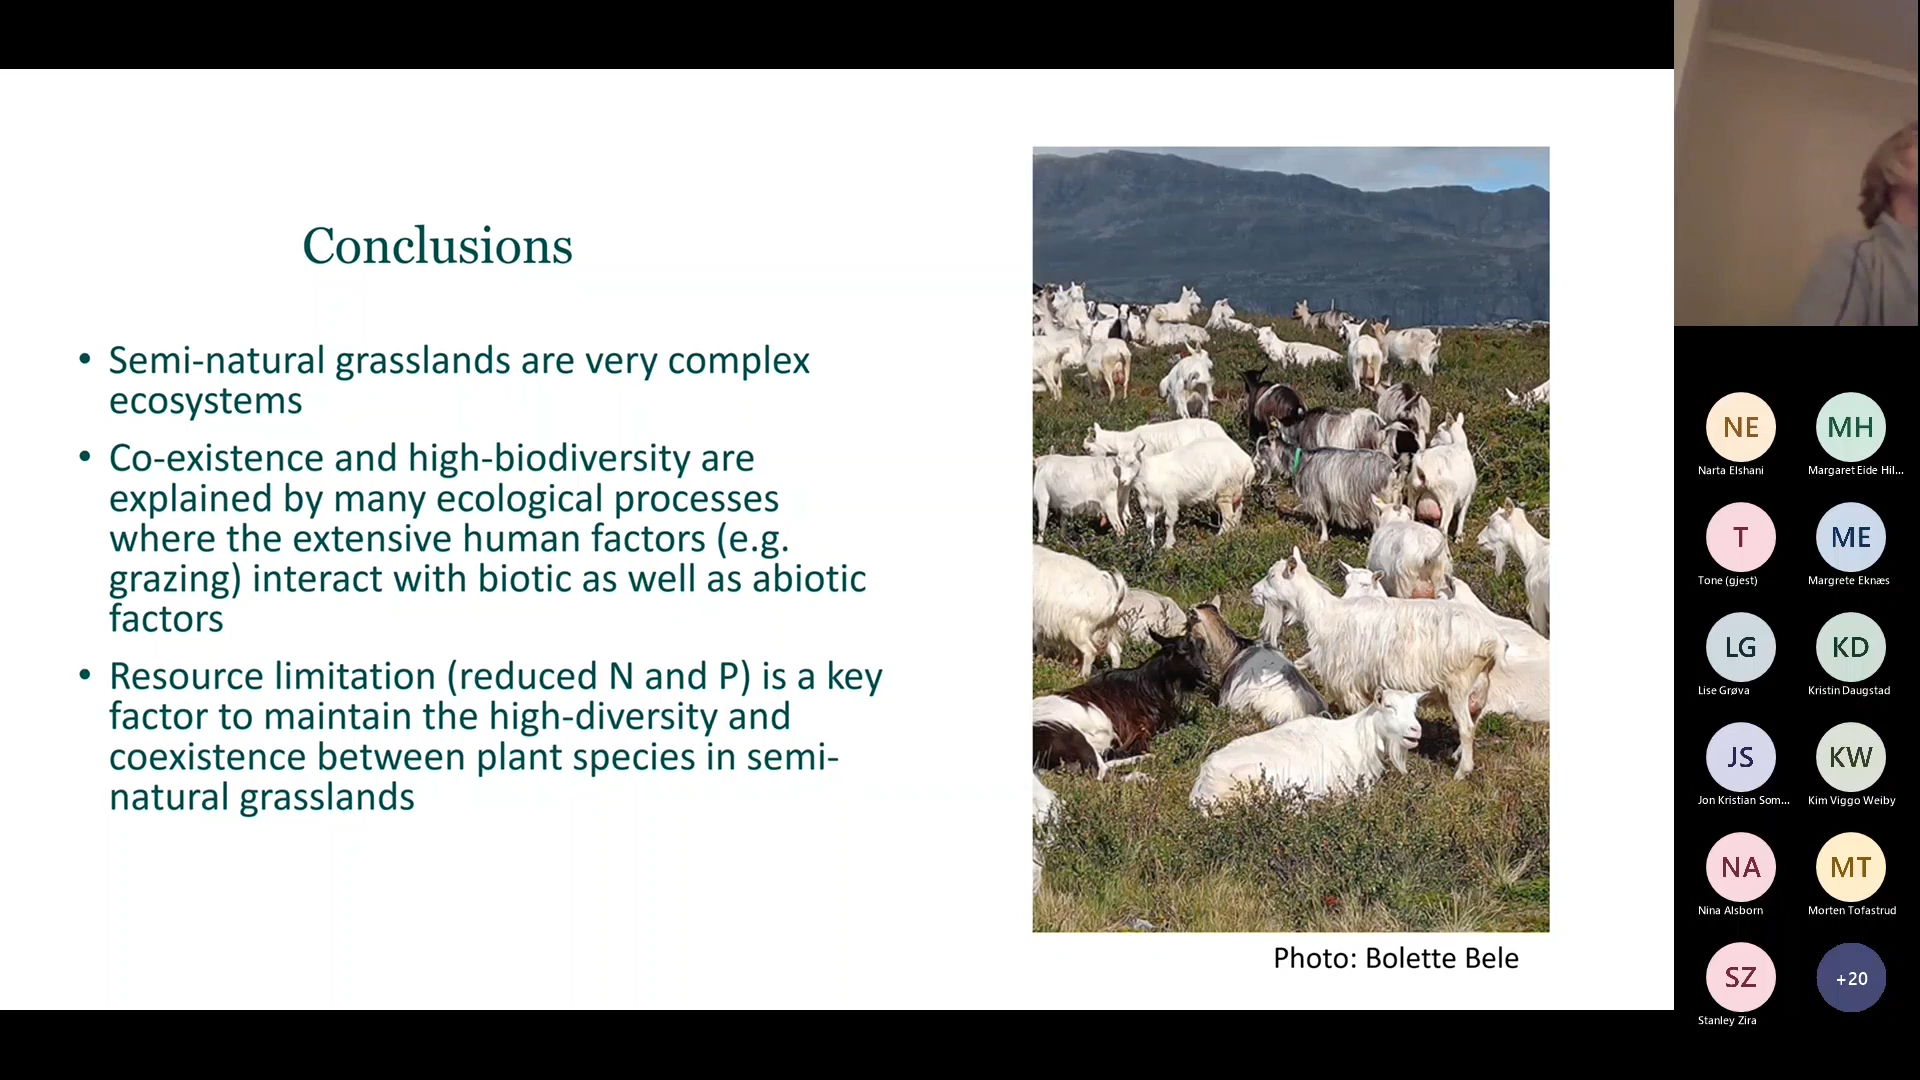 Conclusions
• Semi-natural grasslands are very complex
ecosystems
• Co-existence and high-biodiversity are
explained by many ecological processes
where the extensive human factors (e.g.
grazing) interact with biotic as well as abiotic
factors
• Resource limitation (reduced N and P) is a key
factor to maintain the high-diversity and
coexistence between plant species in semi-
natural grasslands
Photo: Bolette Bele
NE
MH
Narta Elshani
Margaret Eide Hil...
T
ME
Tone (gjest)
Margrete Eknæs
LG
KD
Lise Grøva
Kristin Daugstad
JS
KW
Jon Kristian Som...
Kim Viggo Weiby
NA
MT
Nina Alsborn
Morten Tofastrud
SZ
+20
Stanley Zira